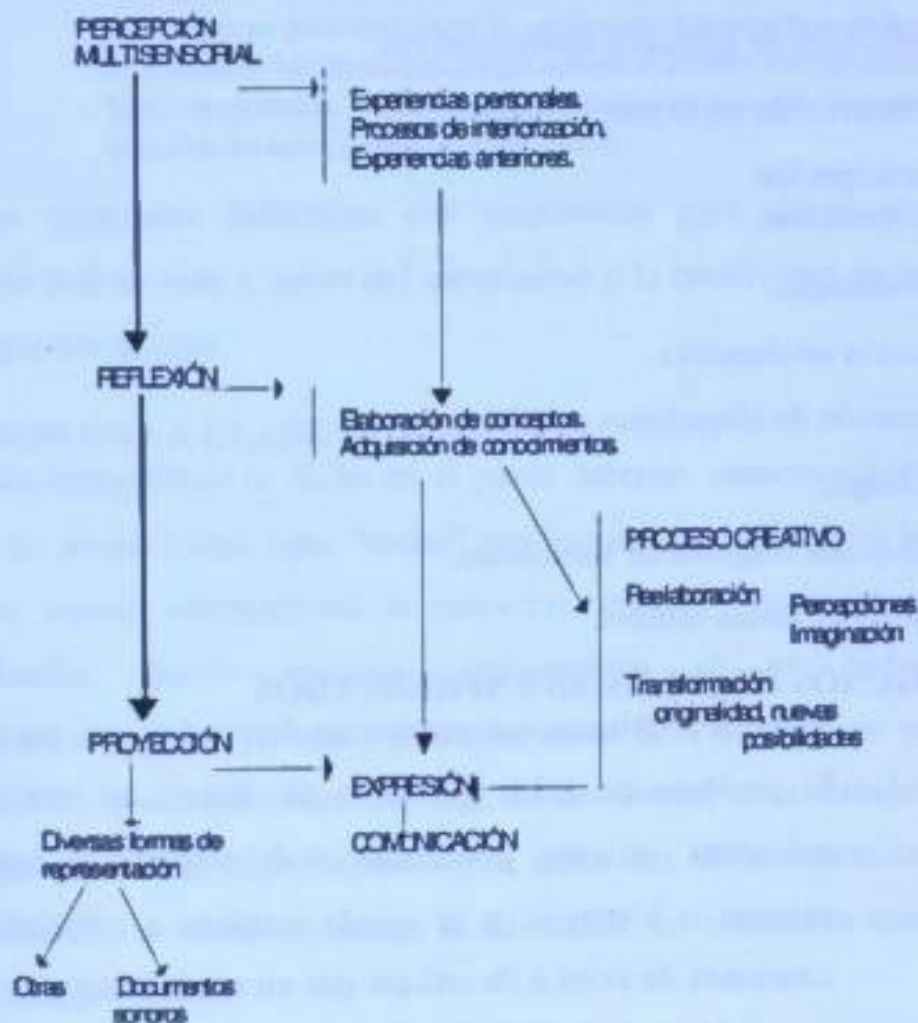 PERCEPCIÓN
MULTISENSORIAL
Experiencias personales.
Procesos de interiorización.
Experiencias anteriores.
REFLEXIÓN
Elaboración de conceptos.
Adquisición de conocimientos.
PROCESO CREATIVO
Reelaboración
Percepciones
Imaginación
Transformación
originalidad, nuevas
posibilidades
PROYECCIÓN
EXPRESIÓN
COMUNICACIÓN
Diversas formas de
representación
Otras
Documentos
sonoros